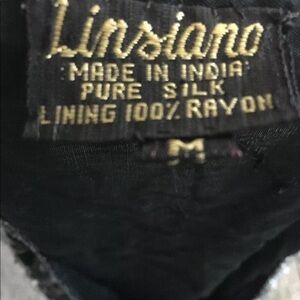 Linsiano
MADE IN INDIA
PURE SILK
LINING 100% RAYON
M